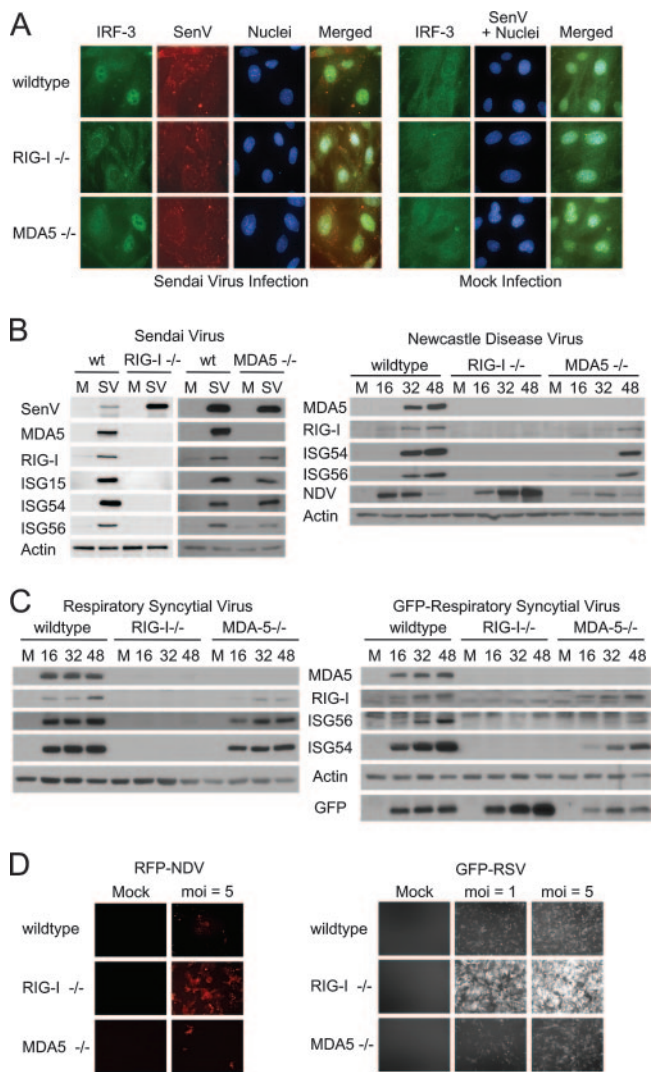 A
IRF-3 SenV Nuclei Merged IRF-3 SenV + Nuclei Merged
wildtype
RIG-I -/-
MDA5 -/-
Sendai Virus Infection Mock Infection
B
Sendai Virus
wt RIG-I -/- wt MDA5 -/-
M SV M SV M SV M SV
SenV
MDA5
RIG-I
ISG15
ISG54
ISG56
Actin
Newcastle Disease Virus
wildtype RIG-I -/- MDA5 -/-
M 16 32 48 M 16 32 48 M 16 32 48
MDA5
RIG-I
ISG54
ISG56
NDV
Actin
C
Respiratory Syncytial Virus
wildtype RIG-I-/- MDA-5-/-
M 16 32 48 M 16 32 48 M 16 32 48
GFP-Respiratory Syncytial Virus
wildtype RIG-I-/- MDA-5-/-
M 16 32 48 M 16 32 48 M 16 32 48
MDA5
RIG-I
ISG56
ISG54
Actin
GFP
D
RFP-NDV
Mock moi = 5
wildtype
RIG-I -/-
MDA5 -/-
GFP-RSV
Mock moi = 1 moi = 5
wildtype
RIG-I -/-
MDA5 -/-